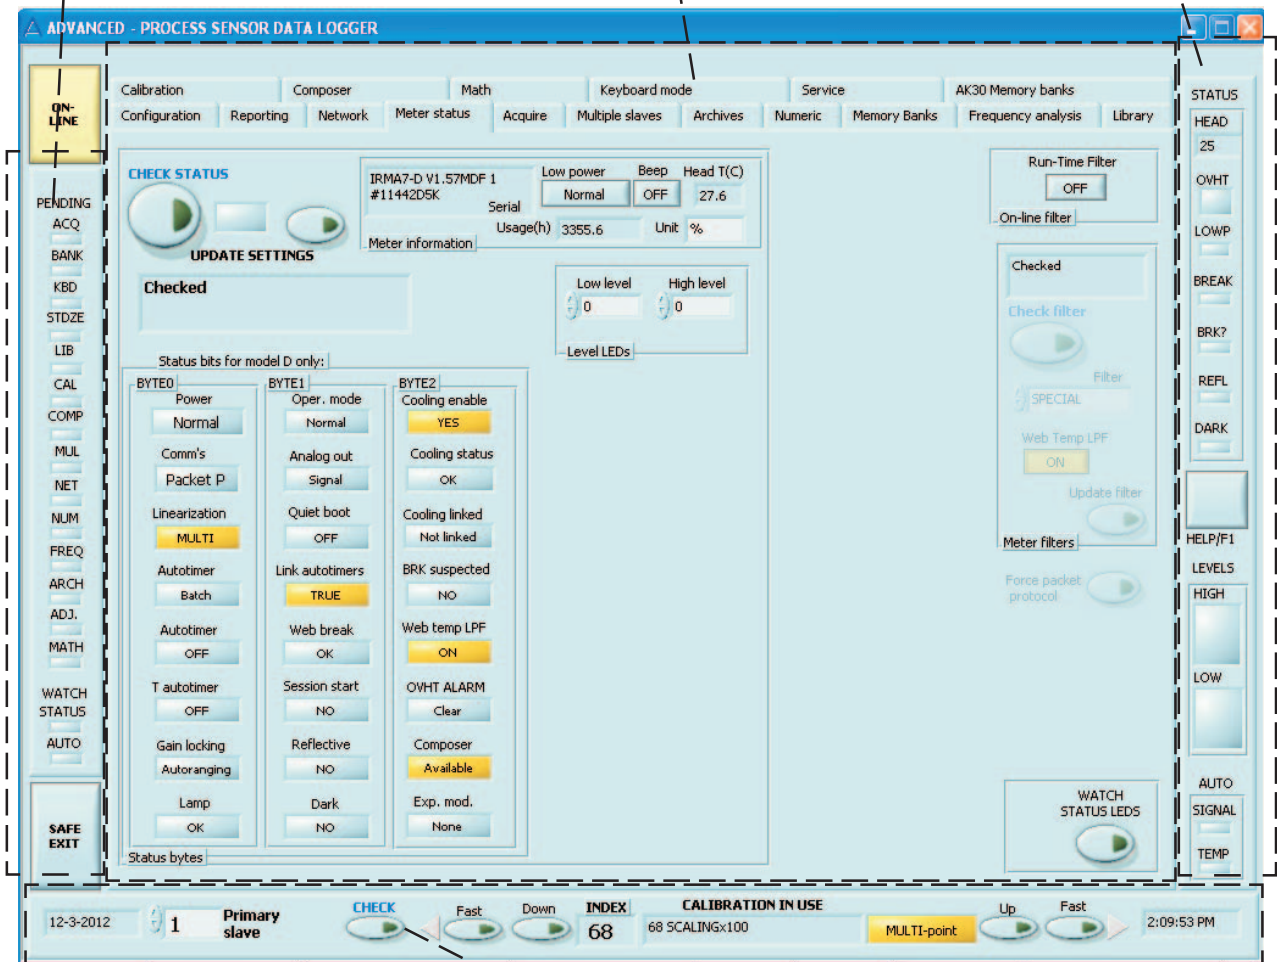 ADVANCED - PROCESS SENSOR DATA LOGGER
Calibration Composer Math Keyboard mode Service AK30 Memory banks
Configuration Reporting Network Meter status Acquire Multiple slaves Archives Numeric Memory Banks Frequency analysis Library
ON-
LINE
PENDING
ACQ
BANK
KBD
STDZE
LIB
CAL
COMP
MUL
NET
NUM
FREQ
ARCH
ADJ.
MATH
WATCH
STATUS
AUTO
SAFE
EXIT
CHECK STATUS
UPDATE SETTINGS
Checked
IRMA7-D V1.57MDF 1
#11442D5K
Serial
Low power
Normal
Beep
OFF
Head T(C)
27.6
Usage(h) 3355.6
Unit %
Meter information
Low level
0
High level
0
Level LEDs
Status bits for model D only:
BYTE0
Power
Normal
Comm's
Packet P
Linearization
MULTI
Autotimer
Batch
Autotimer
OFF
T autotimer
OFF
Gain locking
Autoranging
Lamp
OK
BYTE1
Oper. mode
Normal
Analog out
Signal
Quiet boot
OFF
Link autotimers
TRUE
Web break
OK
Session start
NO
Reflective
NO
Dark
NO
BYTE2
Cooling enable
YES
Cooling status
OK
Cooling linked
Not linked
BRK suspected
NO
Web temp LPF
ON
OVHT ALARM
Clear
Composer
Available
Exp. mod.
None
Status bytes
Run-Time Filter
OFF
On-line filter
Checked
Check filter
Filter
SPECIAL
Web Temp LPF
ON
Update filter
Meter filters
Force packet
protocol
WATCH
STATUS LEDS
STATUS
HEAD
25
OVHT
LOWP
BREAK
BRK?
REFL
DARK
HELP/F1
LEVELS
HIGH
LOW
AUTO
SIGNAL
TEMP
12-3-2012
1
Primary
slave
CHECK
Fast
Down
INDEX
68
CALIBRATION IN USE
68 SCALINGx100
MULTI-point
Up
Fast
2:09:53 PM